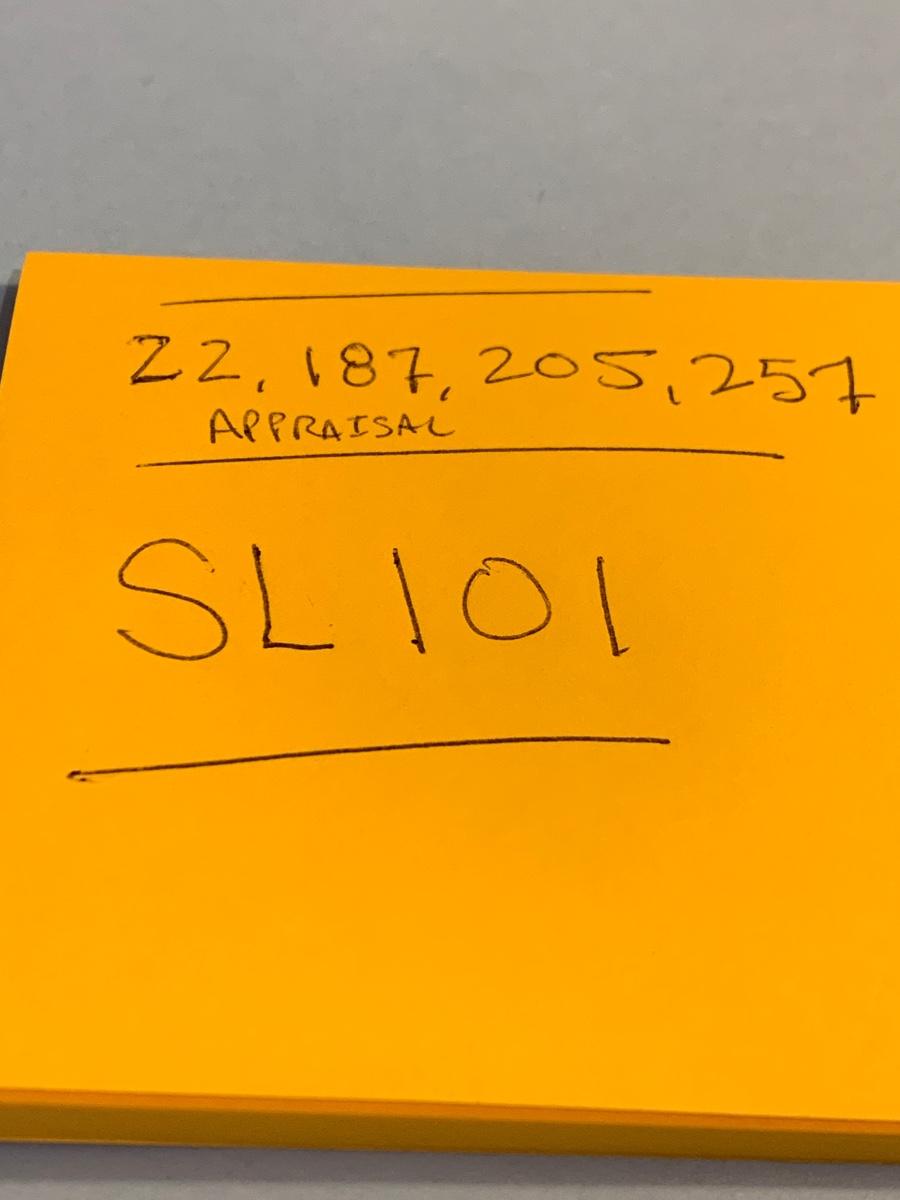 22,187,205,257
APPRAISAL
SL101